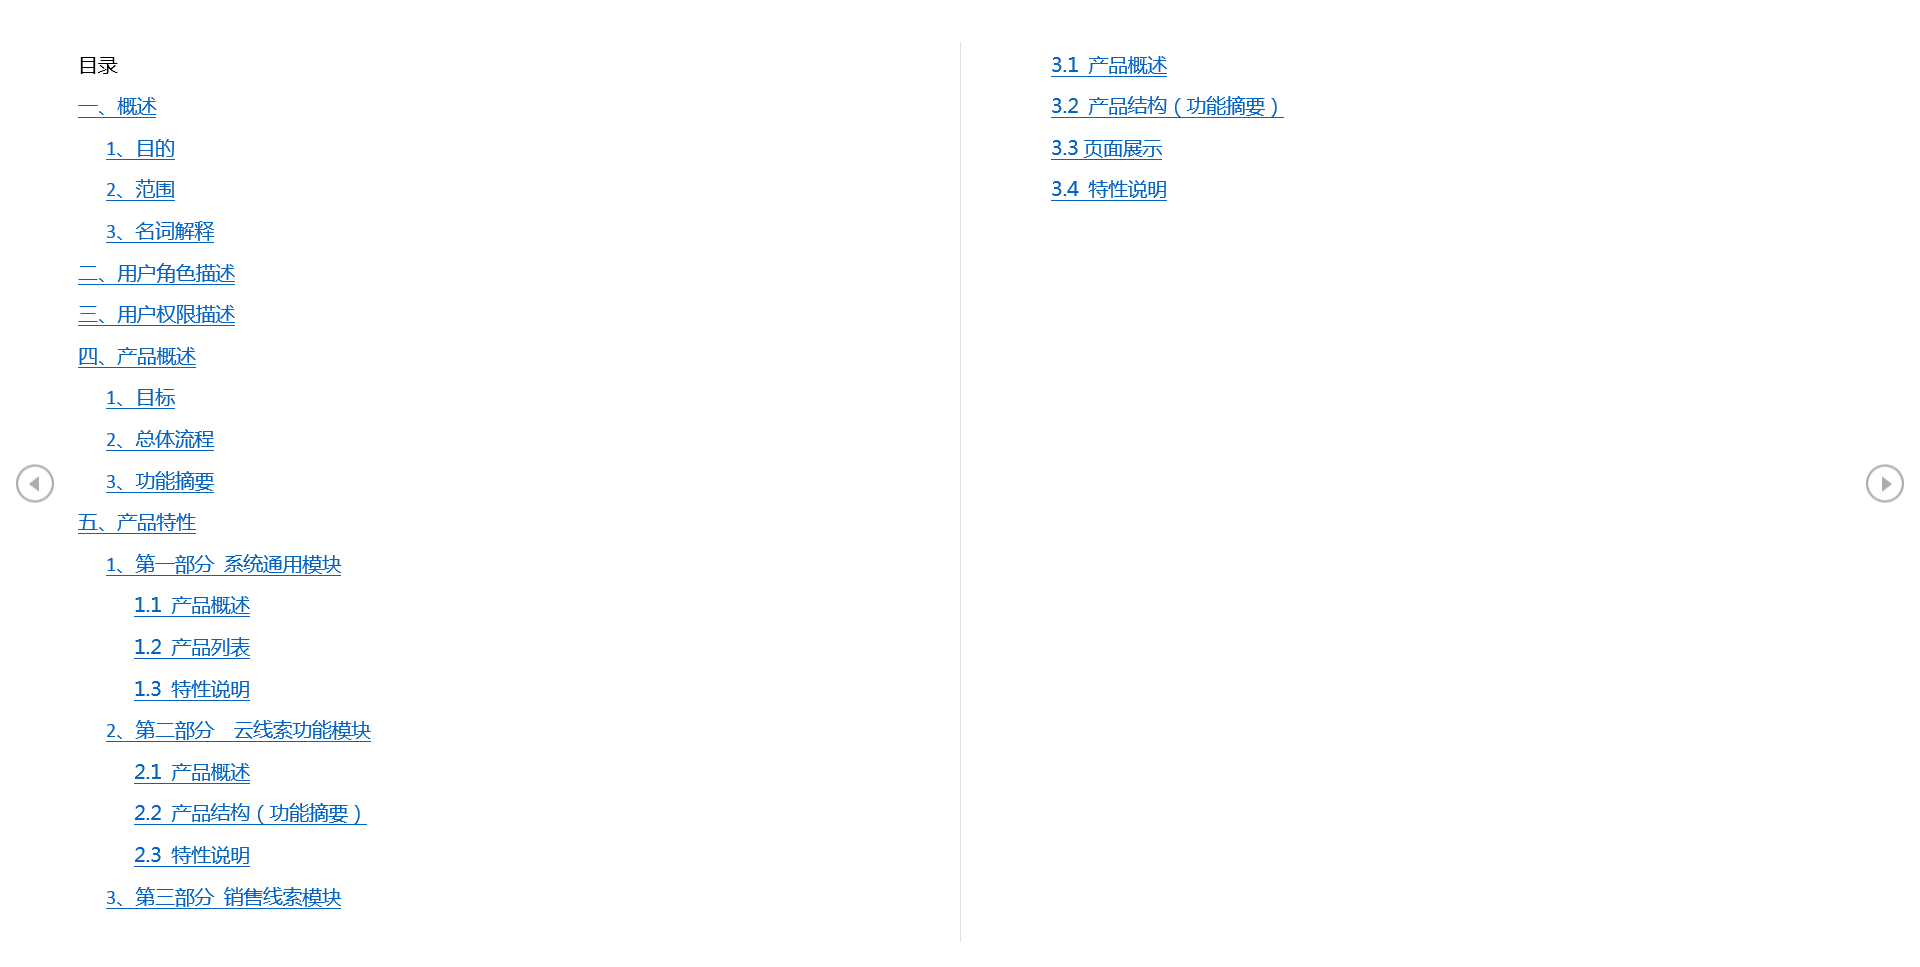 目录
一、概述
1、目的
2、范围
3、名词解释
二、用户角色描述
三、用户权限描述
四、产品概述
1、目标
2、总体流程
3、功能摘要
五、产品特性
1、第一部分 系统通用模块
1.1 产品概述
1.2 产品列表
1.3 特性说明
2、第二部分　云线索功能模块
2.1 产品概述
2.2 产品结构（功能摘要）
2.3 特性说明
3、第三部分 销售线索模块
3.1 产品概述
3.2 产品结构（功能摘要）
3.3 页面展示
3.4 特性说明